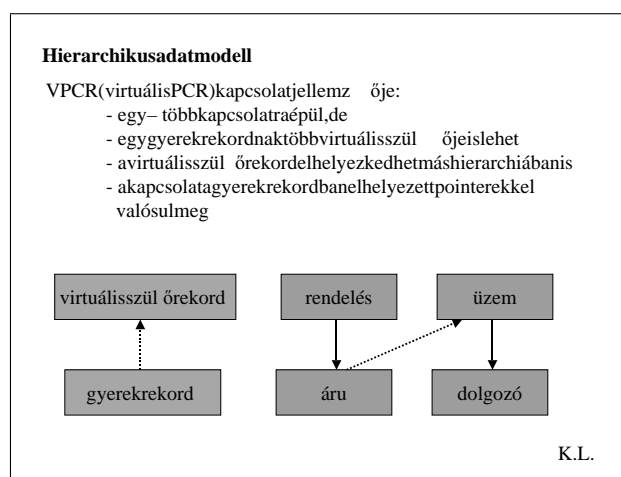 Hierarchikusadatmodell
VPCR(virtuálisPCR)kapcsolatjellemz ője:
- egy– többkapcsolatraépül,de
- egygyerekrekordnaktöbbvirtuálisszül őjeislehet
- avirtuálisszül őrekordelhelyezkedhetmáshierarchiábanis
- akapcsolatagyerekrekordbanelhelyezettpointerekkel
valósulmeg
virtuálisszül őrekord
rendelés
üzem
gyerekrekord
áru
dolgozó
K.L.